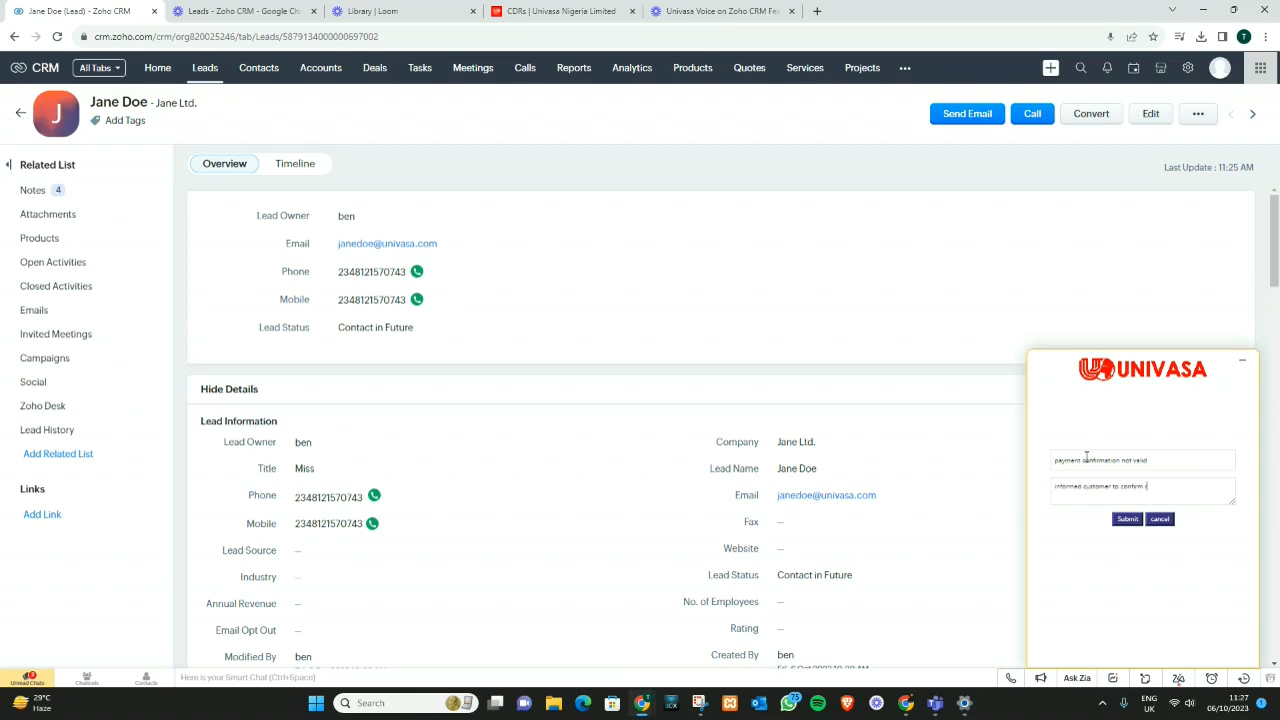 Jane Doe (Lead) - Zoho CRM
Leads - Zoho CRM - Google Ch
Library | Loom
CDRs | Univasa Nigeria Limited
Univasa Voice on Zoho CRM Fea
crm.zoho.com/crm/org820025246/tab/Leads/5879134000000697002
CRM
All Tabs
Home
Leads
Contacts
Accounts
Deals
Tasks
Meetings
Calls
Reports
Analytics
Products
Quotes
Services
Projects
J
Jane Doe - Jane Ltd.
Add Tags
Send Email
Call
Convert
Edit
Related List
Notes 4
Attachments
Products
Open Activities
Closed Activities
Emails
Invited Meetings
Campaigns
Social
Zoho Desk
Lead History
Add Related List
Links
Add Link
Overview
Timeline
Last Update : 11:25 AM
Lead Owner ben
Email janedoe@univasa.com
Phone 2348121570743
Mobile 2348121570743
Lead Status Contact in Future
Hide Details
Lead Information
Lead Owner ben
Title Miss
Phone 2348121570743
Mobile 2348121570743
Lead Source —
Industry —
Annual Revenue —
Email Opt Out —
Modified By ben
Company Jane Ltd.
Lead Name Jane Doe
Email janedoe@univasa.com
Fax —
Website —
Lead Status Contact in Future
No. of Employees —
Rating —
Created By ben
UNIVASA
payment confirmation not valid
informed customer to confirm
Submit
cancel
Unread Chats
Channels
Contacts
Here is your Smart Chat (Ctrl+Space)
Ask Zia
29°C
Haze
Search
75
ENG
UK
11:27
06/10/2023